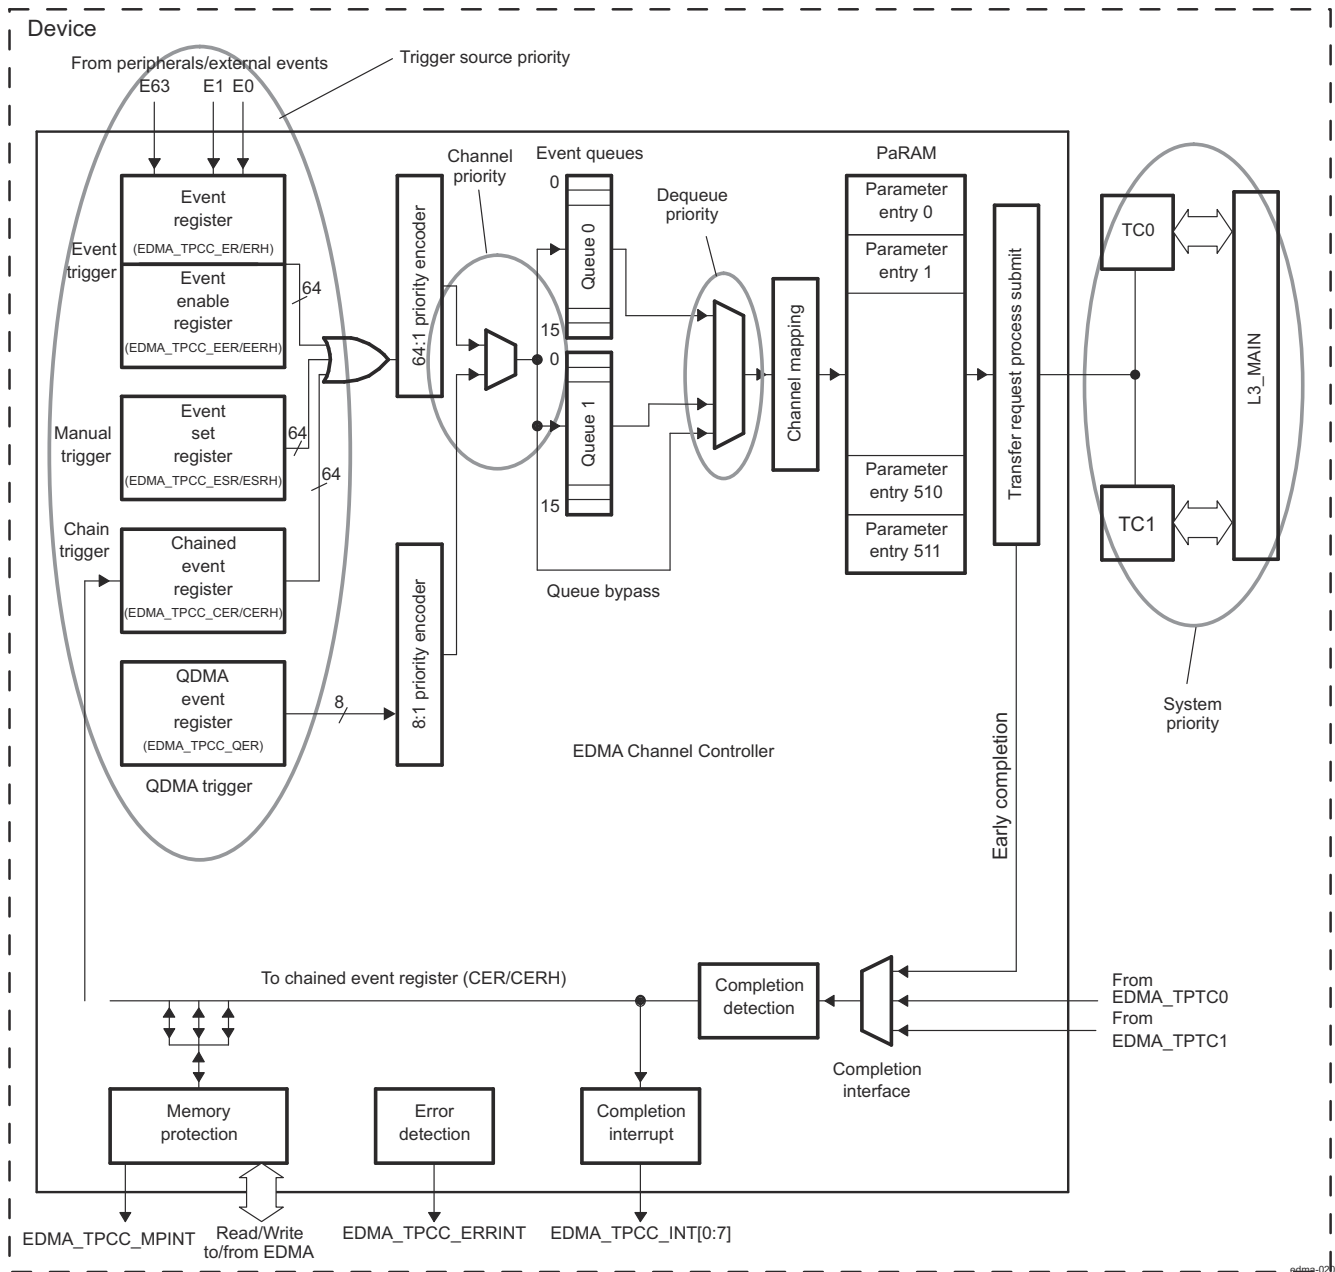 Device
From peripherals/external events
E63
E1
E0
Trigger source priority
Event
register
(EDMA_TPCC_ER/ERH)
Event
trigger
Event
enable
register
(EDMA_TPCC_EER/EERH)
64
Manual
trigger
Event
set
register
(EDMA_TPCC_ESR/ESRH)
64
64
Chain
trigger
Chained
event
register
(EDMA_TPCC_CER/CERH)
QDMA
event
register
(EDMA_TPCC_QER)
8
QDMA trigger
64:1 priority encoder
8:1 priority encoder
Channel
priority
Event queues
0
Queue 0
15
0
Queue 1
15
Queue bypass
Dequeue
priority
Channel mapping
PaRAM
Parameter
entry 0
Parameter
entry 1
Parameter
entry 510
Parameter
entry 511
Transfer request process submit
TC0
TC1
L3_MAIN
System
priority
EDMA Channel Controller
Early completion
To chained event register (CER/CERH)
Completion
detection
Completion
interface
From
EDMA_TPTC0
From
EDMA_TPTC1
Memory
protection
Error
detection
Completion
interrupt
EDMA_TPCC_MPINT
Read/Write
to/from EDMA
EDMA_TPCC_ERRINT
EDMA_TPCC_INT[0:7]
edma-020